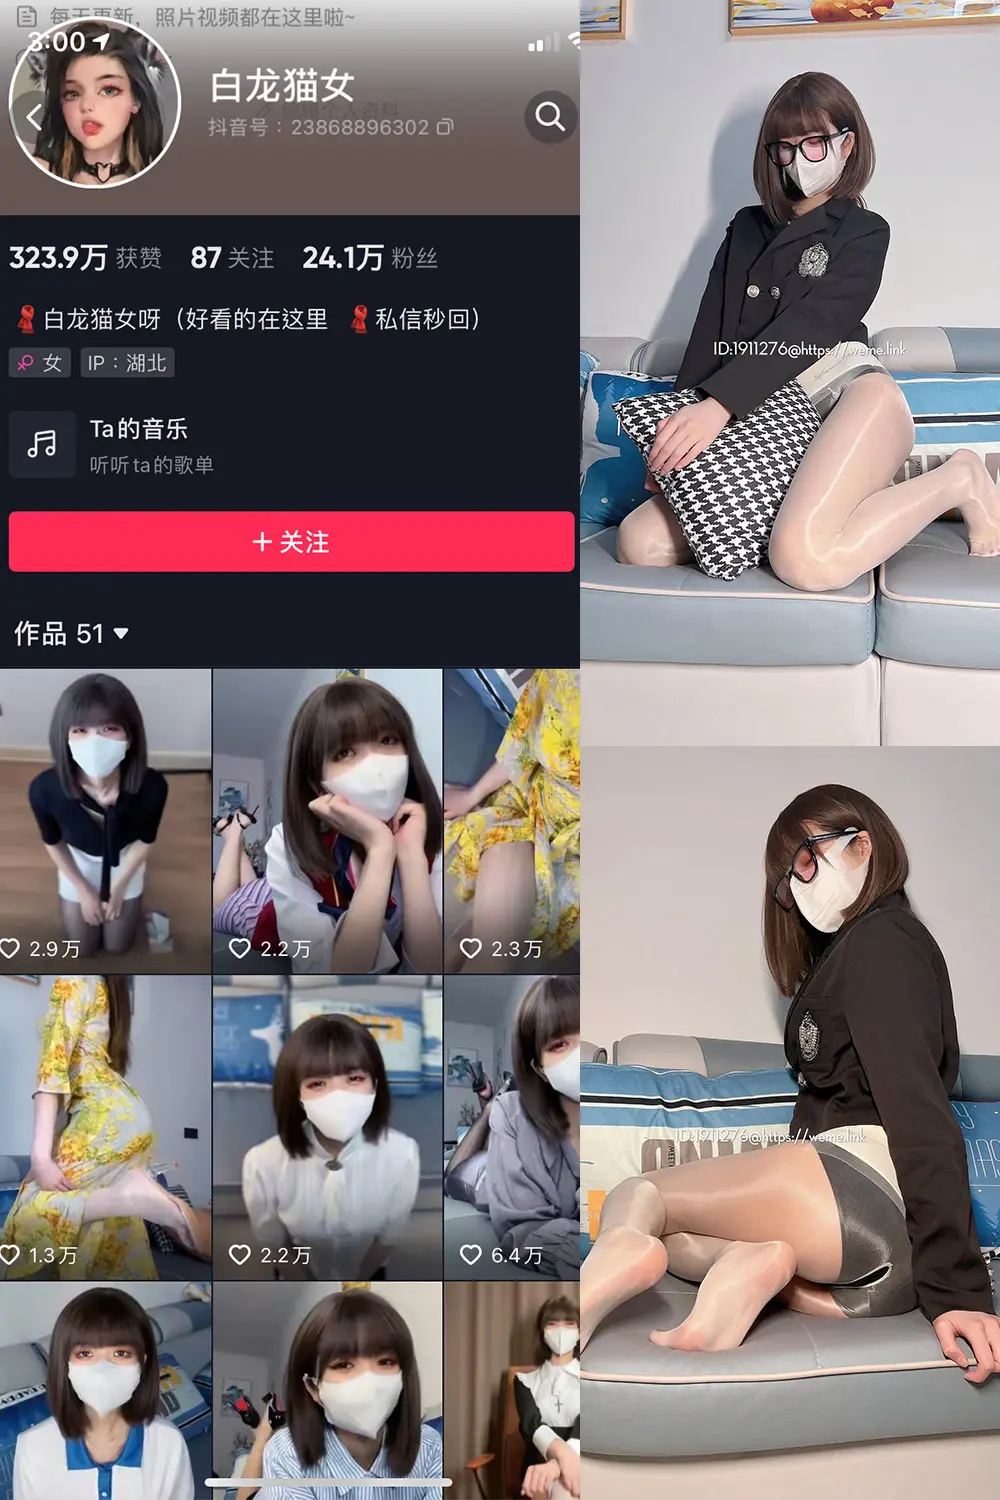 每天更新，照片视频都在这里啦~
3:00
白龙猫女
抖音号：23868896302
323.9万 获赞 87 关注 24.1万 粉丝
白龙猫女呀（好看的在这里 私信秒回）
女 IP：湖北
Ta的音乐
听听ta的歌单
+ 关注
作品 51
2.9万 2.2万 2.3万
1.3万 2.2万 6.4万
ID:1911276@https://weme.link
ID:1911276@https://weme.link